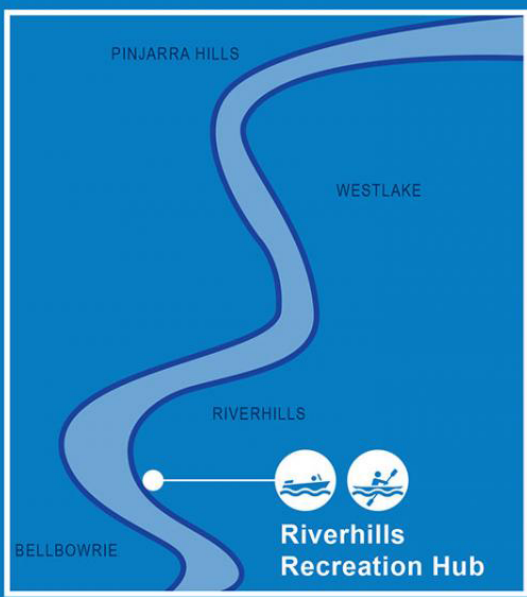 PINJARRA HILLS
WESTLAKE
RIVERHILLS
Riverhills
Recreation Hub
BELLBOWRIE